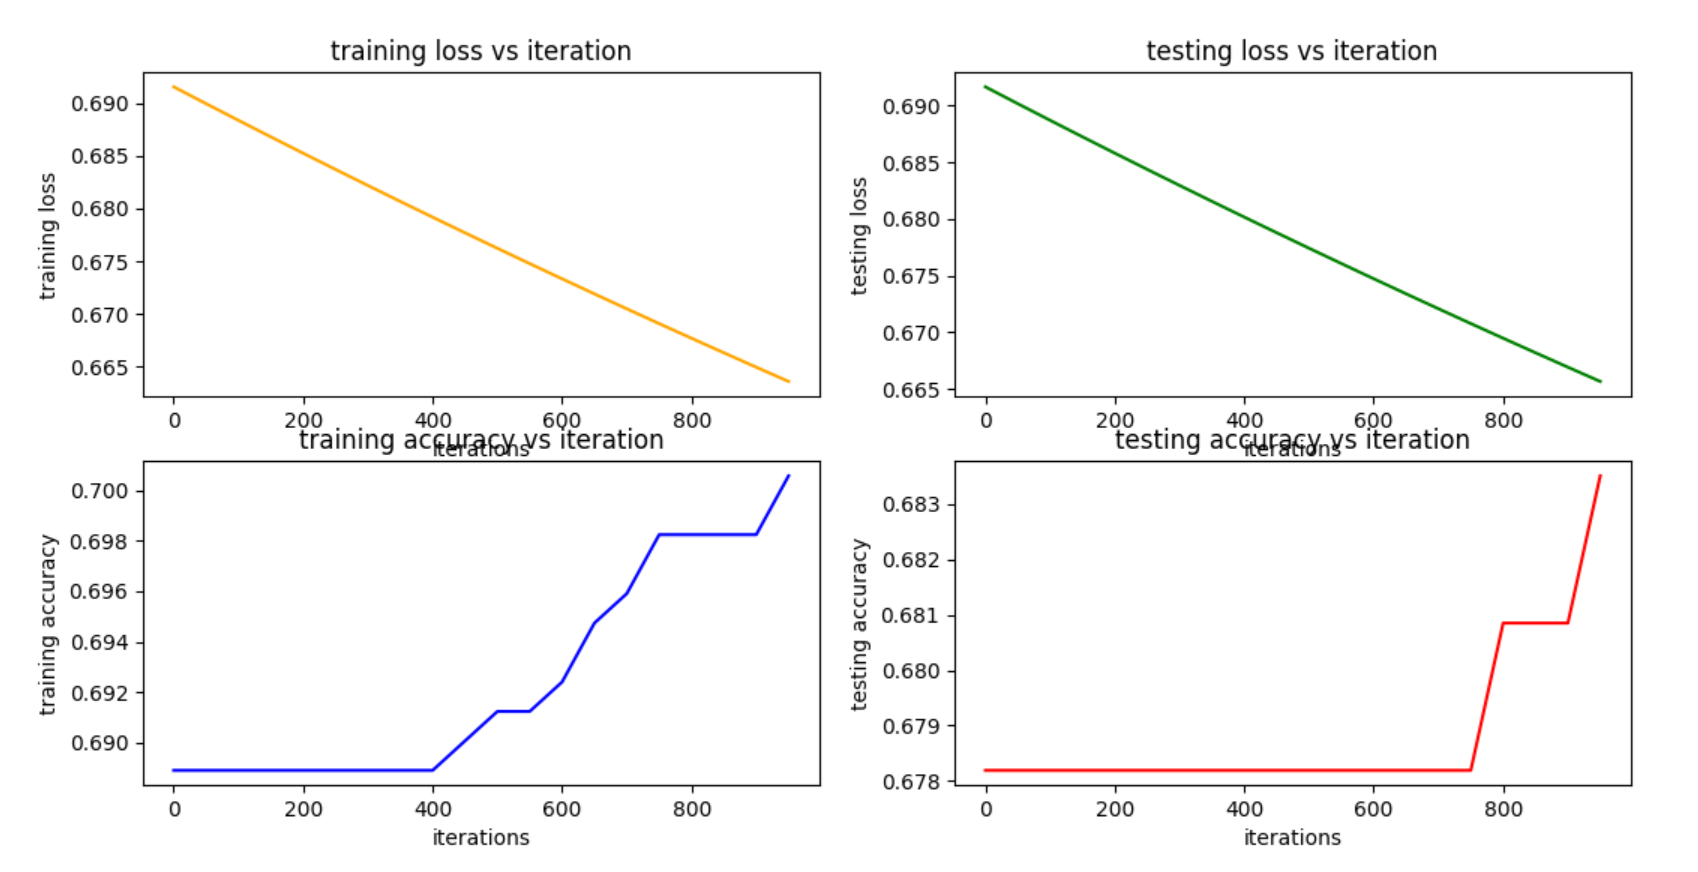 training loss vs iteration
training loss
0.690
0.685
0.680
0.675
0.670
0.665
0 200 400 600 800
iterations
testing loss vs iteration
testing loss
0.690
0.685
0.680
0.675
0.670
0.665
0 200 400 600 800
iterations
training accuracy vs iteration
training accuracy
0.700
0.698
0.696
0.694
0.692
0.690
0 200 400 600 800
iterations
testing accuracy vs iteration
testing accuracy
0.683
0.682
0.681
0.680
0.679
0.678
0 200 400 600 800
iterations